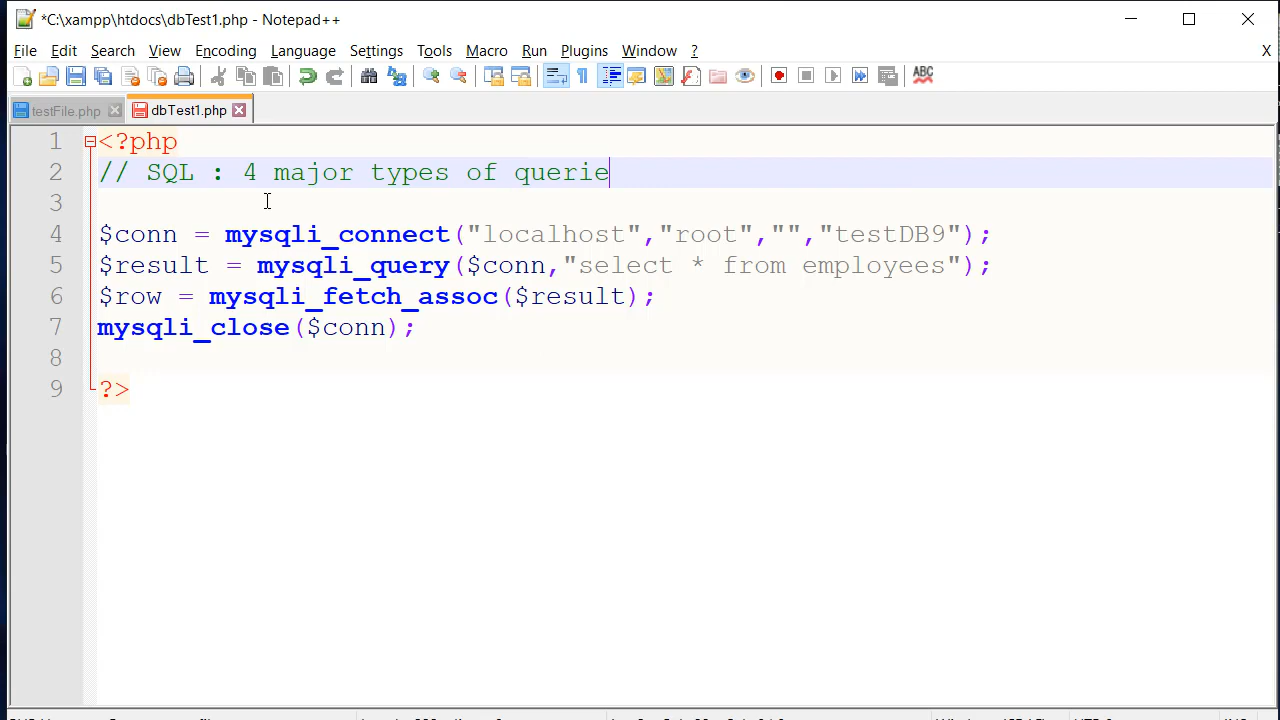 *C:\xampp\htdocs\dbTest1.php - Notepad++
File Edit Search View Encoding Language Settings Tools Macro Run Plugins Window ? X
ABC
testFile.php dbTest1.php
1 <?php
2 // SQL : 4 major types of querie
3
4 $conn = mysqli_connect("localhost","root","","testDB9");
5 $result = mysqli_query($conn,"select * from employees");
6 $row = mysqli_fetch_assoc($result);
7 mysqli_close($conn);
8
9 ?>